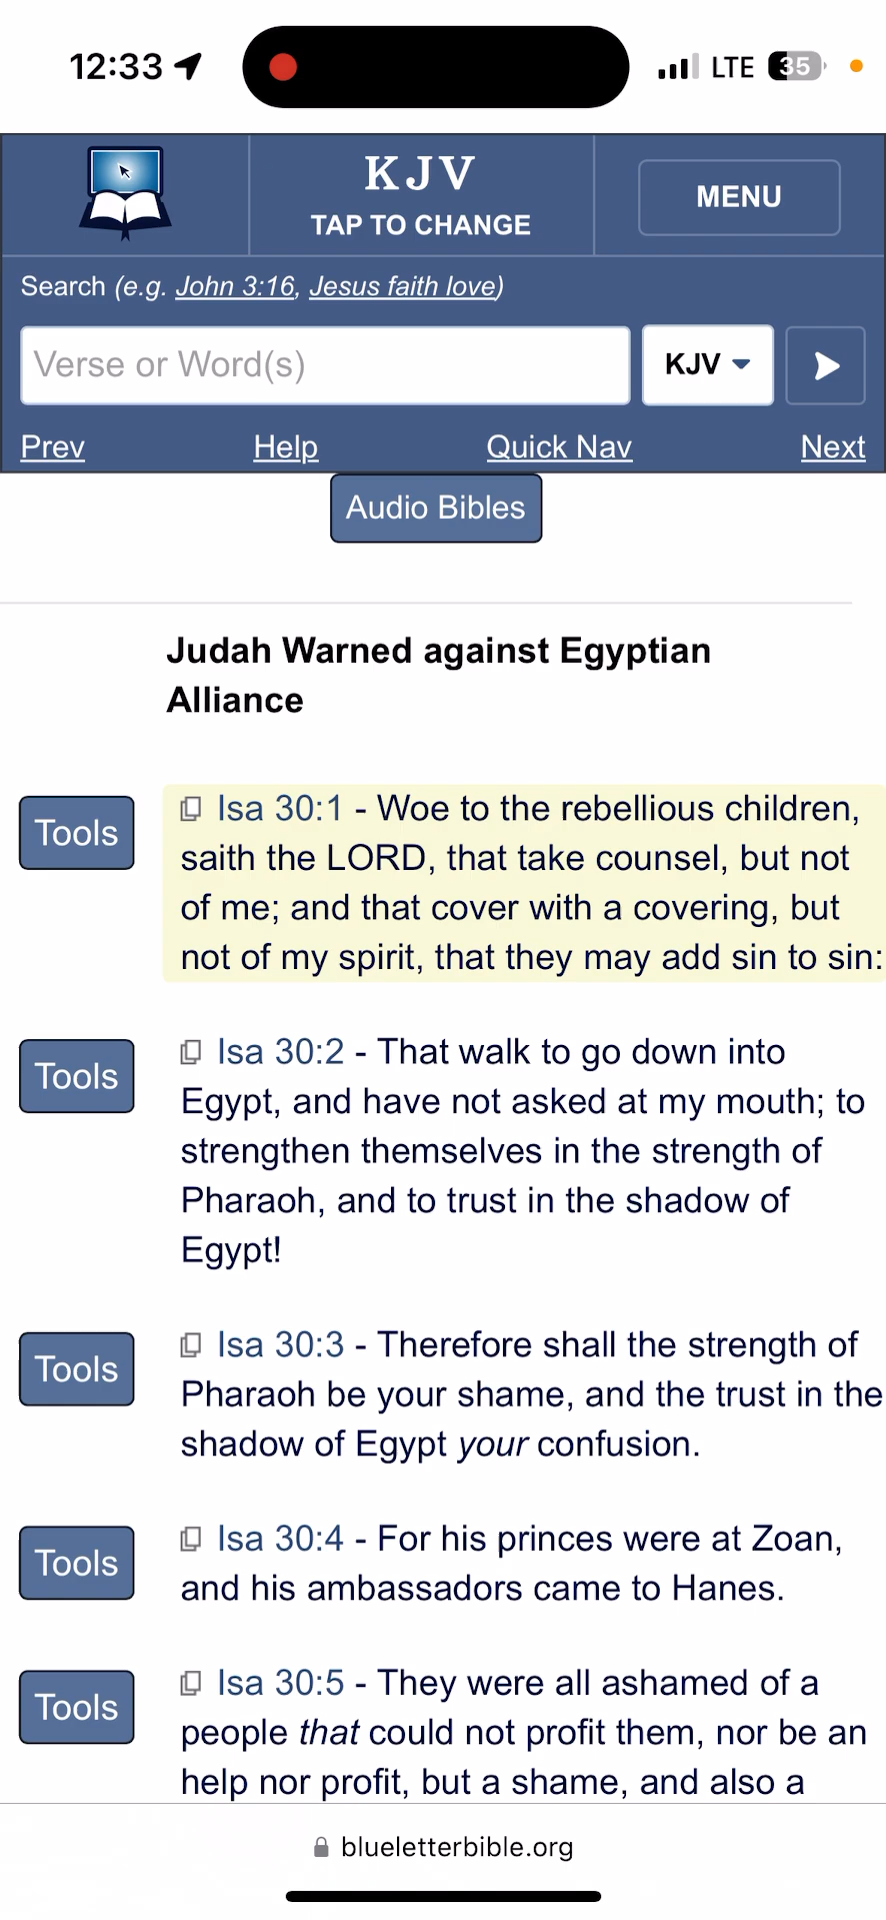 12:33 LTE 35
KJV
TAP TO CHANGE
MENU
Search (e.g. John 3:16, Jesus faith love)
Verse or Word(s) KJV
Prev Help Quick Nav Next
Audio Bibles
Judah Warned against Egyptian
Alliance
Tools
Isa 30:1 - Woe to the rebellious children,
saith the LORD, that take counsel, but not
of me; and that cover with a covering, but
not of my spirit, that they may add sin to sin:
Tools
Isa 30:2 - That walk to go down into
Egypt, and have not asked at my mouth; to
strengthen themselves in the strength of
Pharaoh, and to trust in the shadow of
Egypt!
Tools
Isa 30:3 - Therefore shall the strength of
Pharaoh be your shame, and the trust in the
shadow of Egypt your confusion.
Tools
Isa 30:4 - For his princes were at Zoan,
and his ambassadors came to Hanes.
Tools
Isa 30:5 - They were all ashamed of a
people that could not profit them, nor be an
help nor profit, but a shame, and also a
blueletterbible.org